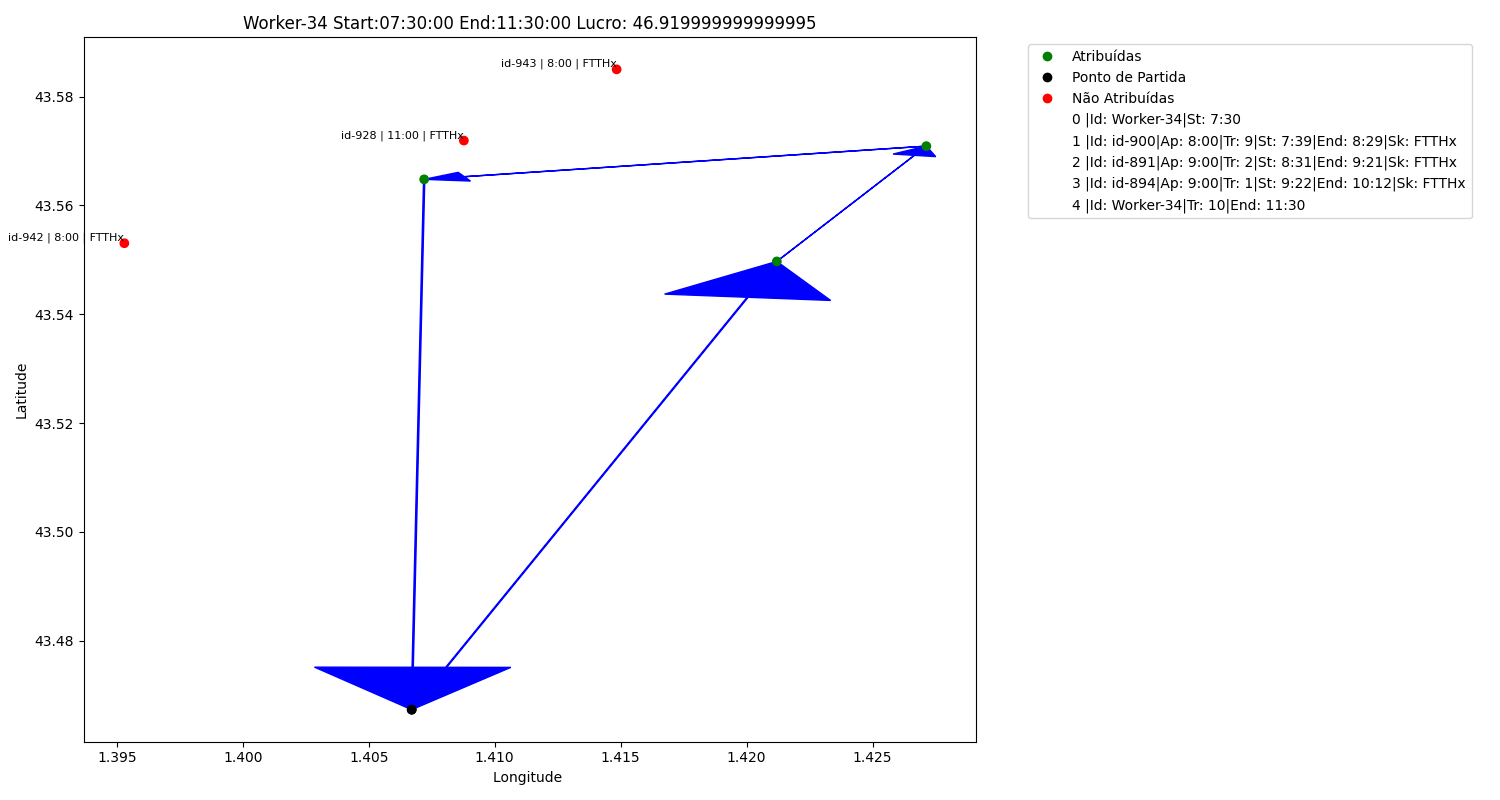 Worker-34 Start:07:30:00 End:11:30:00 Lucro: 46.919999999999995
id-943 | 8:00 | FTTHx
id-928 | 11:00 | FTTHx
id-942 | 8:00 | FTTHx
43.58
43.56
43.54
43.52
43.50
43.48
Latitude
1.395
1.400
1.405
1.410
1.415
1.420
1.425
Longitude
Atribuídas
Ponto de Partida
Não Atribuídas
0 |Id: Worker-34|St: 7:30
1 |Id: id-900|Ap: 8:00|Tr: 9|St: 7:39|End: 8:29|Sk: FTTHx
2 |Id: id-891|Ap: 9:00|Tr: 2|St: 8:31|End: 9:21|Sk: FTTHx
3 |Id: id-894|Ap: 9:00|Tr: 1|St: 9:22|End: 10:12|Sk: FTTHx
4 |Id: Worker-34|Tr: 10|End: 11:30